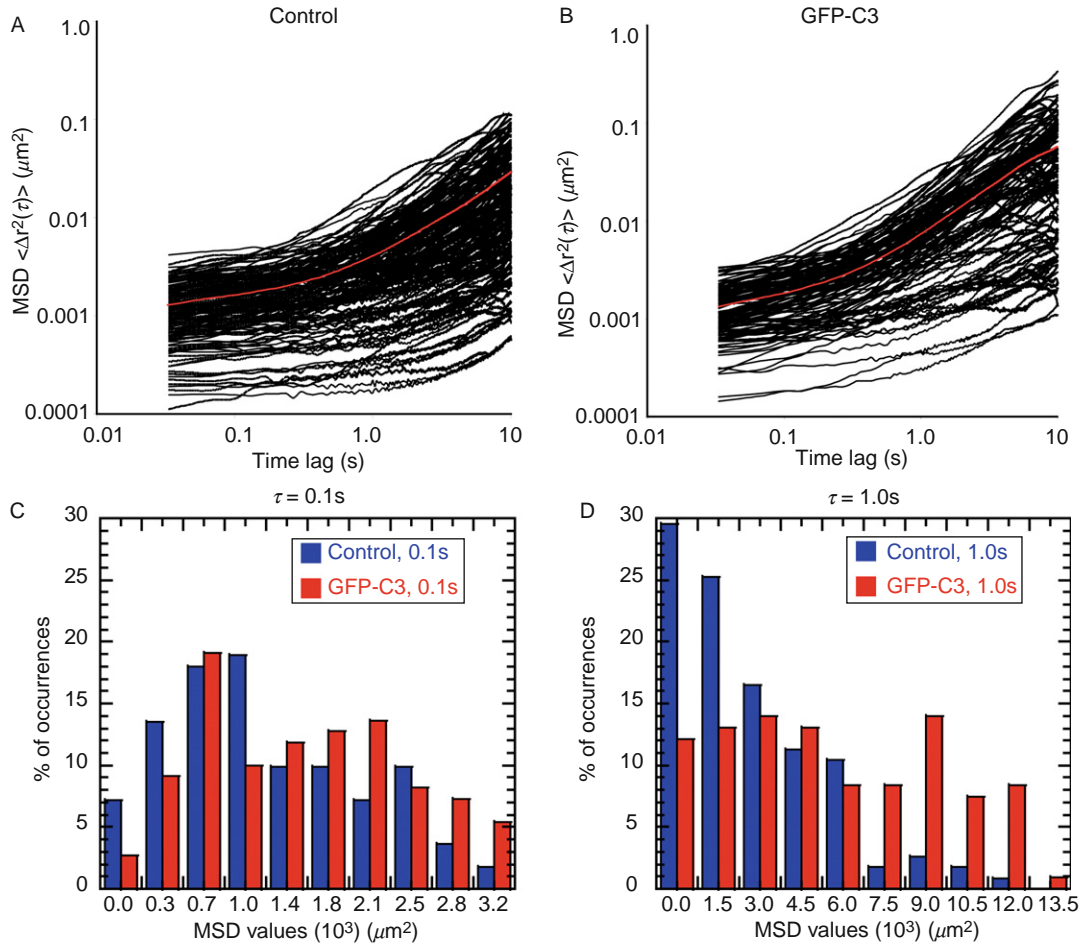 A
Control
1.0
0.1
0.01
0.001
0.0001
MSD <Δr²(τ)> (μm²)
0.01
0.1
1.0
10
Time lag (s)
B
GFP-C3
1.0
0.1
0.01
0.001
0.0001
MSD <Δr²(τ)> (μm²)
0.01
0.1
1.0
10
Time lag (s)
C
τ = 0.1s
30
25
20
15
10
5
0
% of occurrences
Control, 0.1s
GFP-C3, 0.1s
0.0 0.3 0.7 1.0 1.4 1.8 2.1 2.5 2.8 3.2
MSD values (10³) (μm²)
D
τ = 1.0s
30
25
20
15
10
5
0
% of occurrences
Control, 1.0s
GFP-C3, 1.0s
0.0 1.5 3.0 4.5 6.0 7.5 9.0 10.5 12.0 13.5
MSD values (10³) (μm²)